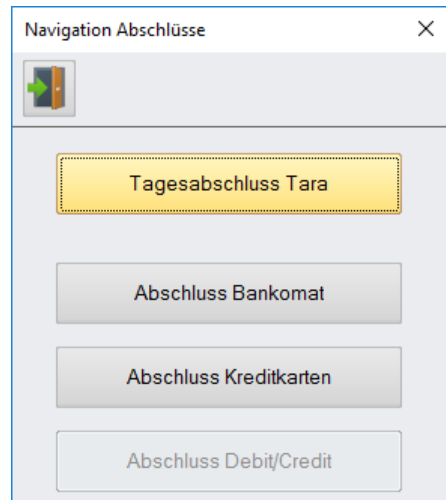 Navigation Abschlüsse
Tagesabschluss Tara
Abschluss Bankomat
Abschluss Kreditkarten
Abschluss Debit/Credit